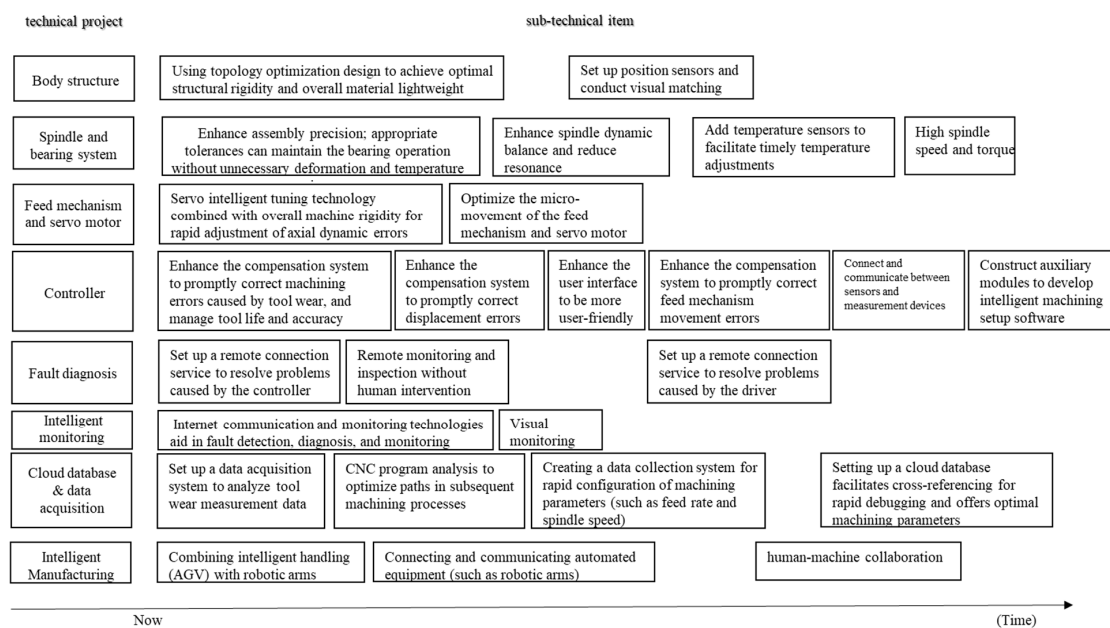 technical project
sub-technical item
Body structure
Using topology optimization design to achieve optimal
structural rigidity and overall material lightweight
Set up position sensors and
conduct visual matching
Spindle and
bearing system
Enhance assembly precision; appropriate
tolerances can maintain the bearing operation
without unnecessary deformation and temperature
Enhance spindle dynamic
balance and reduce
resonance
Add temperature sensors to
facilitate timely temperature
adjustments
High spindle
speed and torque
Feed mechanism
and servo motor
Servo intelligent tuning technology
combined with overall machine rigidity for
rapid adjustment of axial dynamic errors
Optimize the micro-
movement of the feed
mechanism and servo motor
Controller
Enhance the compensation system
to promptly correct machining
errors caused by tool wear, and
manage tool life and accuracy
Enhance the
compensation system
to promptly correct
displacement errors
Enhance the
user interface
to be more
user-friendly
Enhance the compensation
system to promptly correct
feed mechanism
movement errors
Connect and
communicate between
sensors and
measurement devices
Construct auxiliary
modules to develop
intelligent machining
setup software
Fault diagnosis
Set up a remote connection
service to resolve problems
caused by the controller
Remote monitoring and
inspection without
human intervention
Set up a remote connection
service to resolve problems
caused by the driver
Intelligent
monitoring
Internet communication and monitoring technologies
aid in fault detection, diagnosis, and monitoring
Visual
monitoring
Cloud database
& data
acquisition
Set up a data acquisition
system to analyze tool
wear measurement data
CNC program analysis to
optimize paths in subsequent
machining processes
Creating a data collection system for
rapid configuration of machining
parameters (such as feed rate and
spindle speed)
Setting up a cloud database
facilitates cross-referencing for
rapid debugging and offers optimal
machining parameters
Intelligent
Manufacturing
Combining intelligent handling
(AGV) with robotic arms
Connecting and communicating automated
equipment (such as robotic arms)
human-machine collaboration
Now
(Time)